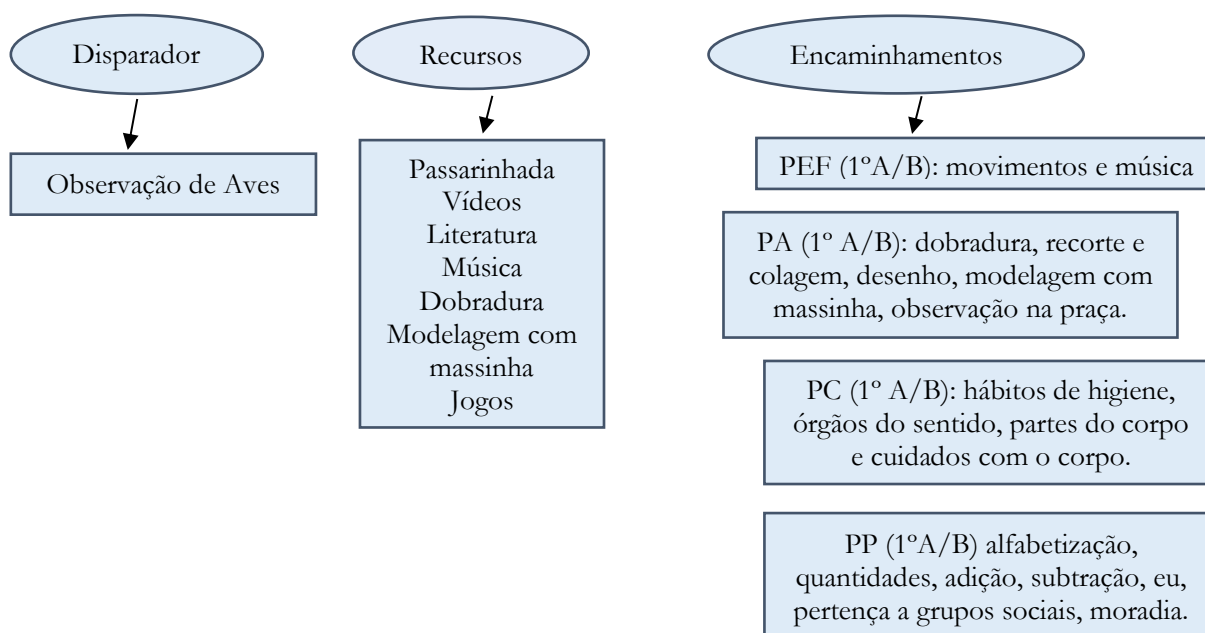 Disparador
Observação de Aves
Recursos
Passarinhada
Vídeos
Literatura
Música
Dobradura
Modelagem com
massinha
Jogos
Encaminhamentos
PEF (1ºA/B): movimentos e música
PA (1º A/B): dobradura, recorte e
colagem, desenho, modelagem com
massinha, observação na praça.
PC (1º A/B): hábitos de higiene,
órgãos do sentido, partes do corpo
e cuidados com o corpo.
PP (1ºA/B) alfabetização,
quantidades, adição, subtração, eu,
pertença a grupos sociais, moradia.